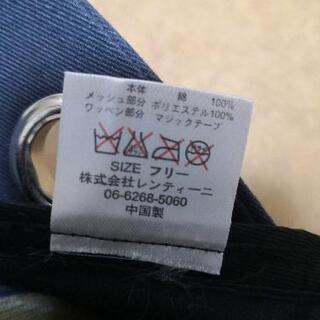 本体 綿 100%
メッシュ部分 ポリエステル100%
ワッペン部分 マジックテープ
SIZE フリー
株式会社レンティーニ
06-6268-5060
中国製